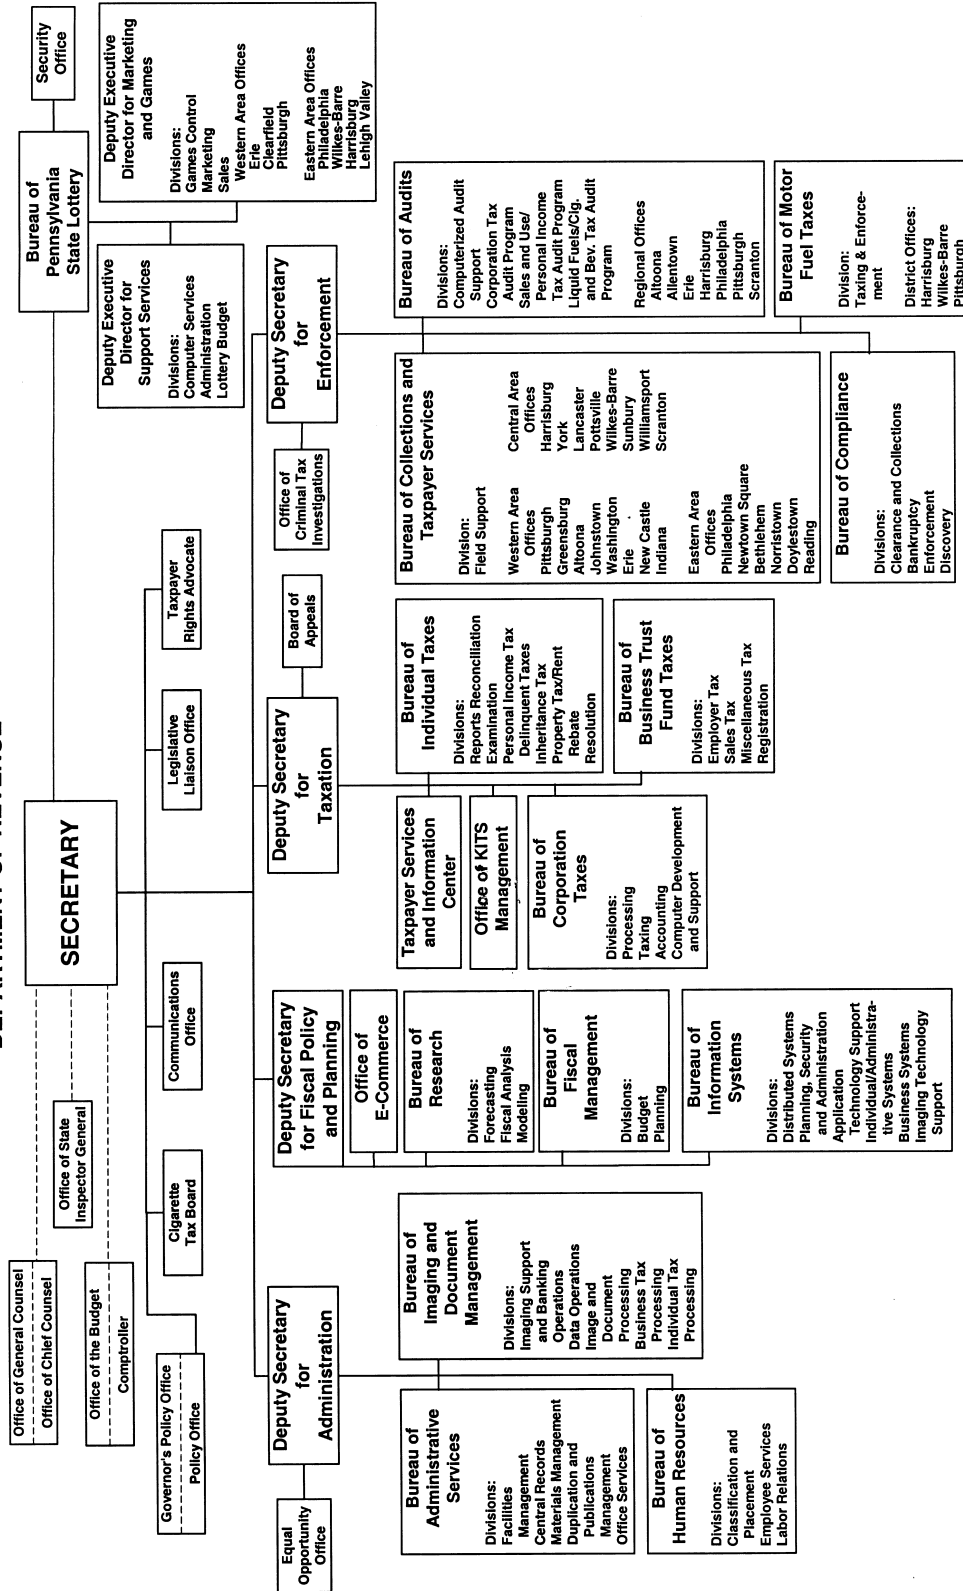 SECRETARY
Office of General Counsel
Office of Chief Counsel
Office of State
Inspector General
Office of the Budget
Comptroller
Bureau of
Pennsylvania
State Lottery
Security
Office
Deputy Executive
Director for
Support Services
Divisions:
Computer Services
Administration
Lottery Budget
Deputy Executive
Director for Marketing
and Games
Divisions:
Games Control
Marketing
Sales
Western Area Offices
Erie
Clearfield
Pittsburgh
Eastern Area Offices
Philadelphia
Wilkes-Barre
Harrisburg
Lehigh Valley
Governor's Policy Office
Policy Office
Cigarette
Tax Board
Communications
Office
Legislative
Liaison Office
Taxpayer
Rights Advocate
Equal
Opportunity
Office
Deputy Secretary
for
Administration
Bureau of
Administrative
Services
Divisions:
Facilities
Management
Central Records
Materials Management
Duplication and
Publications
Management
Office Services
Bureau of
Imaging and
Document
Management
Divisions:
Imaging Support
and Banking
Operations
Data Operations
Image and
Document
Processing
Business Tax
Processing
Individual Tax
Processing
Bureau of
Human Resources
Divisions:
Classification and
Placement
Employee Services
Labor Relations
Deputy Secretary
for Fiscal Policy
and Planning
Office of
E-Commerce
Bureau of
Research
Divisions:
Forecasting
Fiscal Analysis
Modeling
Bureau of
Fiscal
Management
Divisions:
Budget
Planning
Bureau of
Information
Systems
Divisions:
Distributed Systems
Planning, Security
and Administration
Application
Technology Support
Individual/Administra-
tive Systems
Business Systems
Imaging Technology
Support
Deputy Secretary
for
Taxation
Board of
Appeals
Taxpayer Services
and Information
Center
Office of KITS
Management
Bureau of
Corporation
Taxes
Divisions:
Processing
Taxing
Accounting
Computer Development
and Support
Bureau of
Individual Taxes
Divisions:
Reports Reconciliation
Examination
Personal Income Tax
Delinquent Taxes
Inheritance Tax
Property Tax/Rent
Rebate
Resolution
Bureau of
Business Trust
Fund Taxes
Divisions:
Employer Tax
Sales Tax
Miscellaneous Tax
Registration
Office of
Criminal Tax
Investigations
Deputy Secretary
for
Enforcement
Bureau of Collections and
Taxpayer Services
Division:
Field Support
Western Area
Offices
Pittsburgh
Greensburg
Altoona
Johnstown
Washington
Erie
New Castle
Indiana
Eastern Area
Offices
Philadelphia
Newtown Square
Bethlehem
Norristown
Doylestown
Reading
Central Area
Offices
Harrisburg
York
Lancaster
Pottsville
Wilkes-Barre
Sunbury
Williamsport
Scranton
Bureau of Audits
Divisions:
Computerized Audit
Support
Corporation Tax
Audit Program
Sales and Use/
Personal Income
Tax Audit Program
Liquid Fuels/Cig.
and Bev. Tax Audit
Program
Regional Offices
Altoona
Allentown
Erie
Harrisburg
Philadelphia
Pittsburgh
Scranton
Bureau of Compliance
Divisions:
Clearance and Collections
Bankruptcy
Enforcement
Discovery
Bureau of Motor
Fuel Taxes
Division:
Taxing & Enforce-
ment
District Offices:
Harrisburg
Wilkes-Barre
Pittsburgh